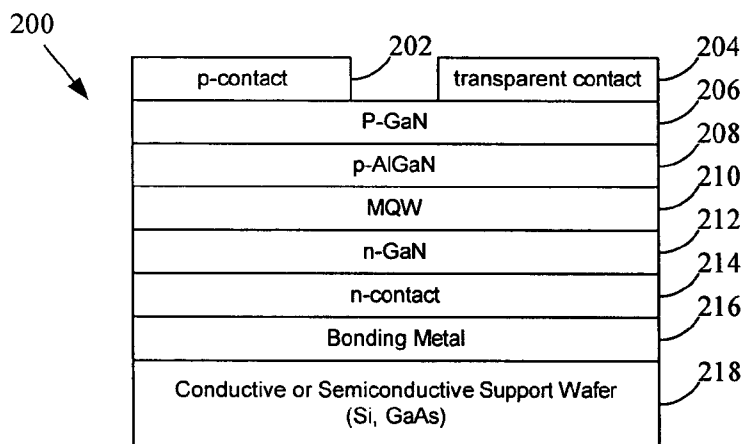 200
p-contact
202
transparent contact
204
P-GaN
206
p-AlGaN
208
MQW
210
n-GaN
212
n-contact
214
Bonding Metal
216
Conductive or Semiconductive Support Wafer
(Si, GaAs)
218